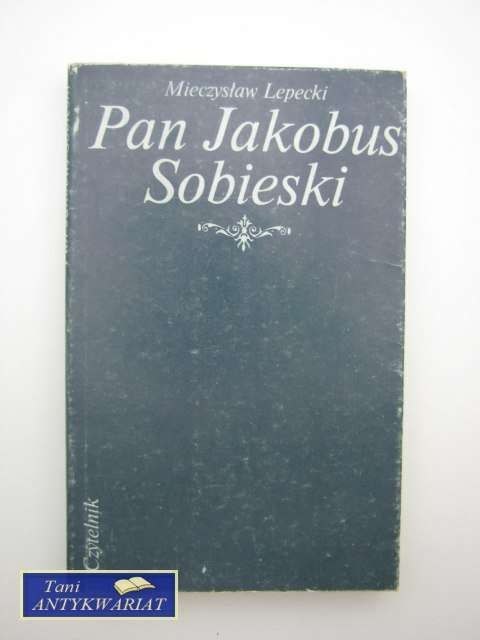 Mieczysław Lepecki
Pan Jakobus
Sobieski
Czytelnik
Tani
ANTYKWARIAT